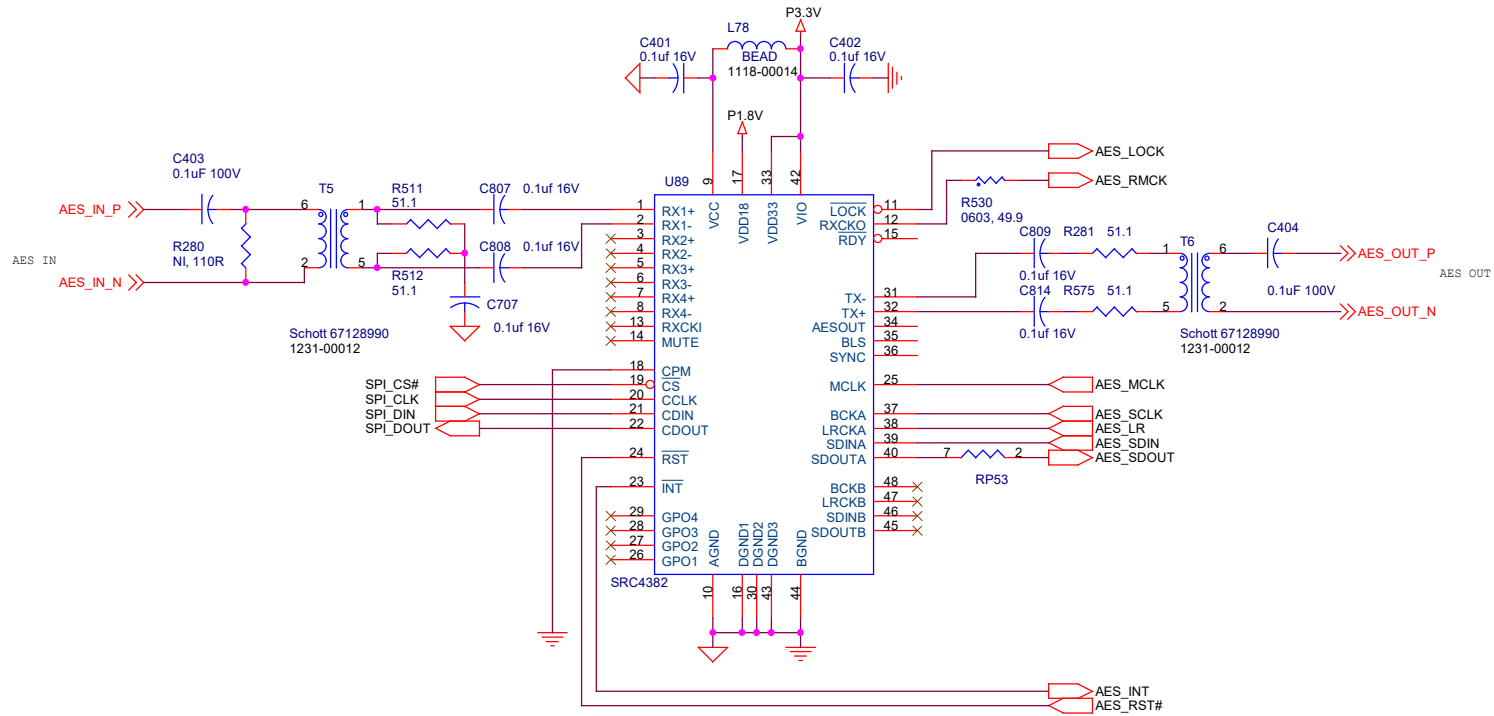 P3.3V
L78
BEAD
1118-00014
C401
0.1uf 16V
C402
0.1uf 16V
P1.8V
C403
0.1uF 100V
AES_IN_P
AES_IN_N
AES IN
R280
NI, 110R
T5
6
1
2
5
Schott 67128990
1231-00012
R511
51.1
R512
51.1
C807
0.1uf 16V
C808
0.1uf 16V
C707
0.1uf 16V
U89
SRC4382
9
VCC
17
VDD18
33
VDD33
42
VIO
1
RX1+
2
RX1-
3
RX2+
4
RX2-
5
RX3+
6
RX3-
7
RX4+
8
RX4-
13
RXCKI
14
MUTE
18
CPM
SPI_CS#
19
CS
SPI_CLK
20
CCLK
SPI_DIN
21
CDIN
SPI_DOUT
22
CDOUT
24
RST
23
INT
29
GPO4
28
GPO3
27
GPO2
26
GPO1
AGND
10
DGND1
16
DGND2
30
DGND3
43
BGND
44
LOCK
11
AES_LOCK
RXCKO
12
AES_RMCK
R530
0603, 49.9
RDY
15
TX-
31
TX+
32
AESOUT
34
BLS
35
SYNC
36
MCLK
25
AES_MCLK
BCKA
37
AES_SCLK
LRCKA
38
AES_LR
SDINA
39
AES_SDIN
SDOUTA
40
7
2
AES_SDOUT
RP53
BCKB
48
LRCKB
47
SDINB
46
SDOUTB
45
C809
0.1uf 16V
R281
51.1
C814
0.1uf 16V
R575
51.1
T6
1
6
5
2
Schott 67128990
1231-00012
C404
0.1uF 100V
AES_OUT_P
AES_OUT_N
AES OUT
AES_INT
AES_RST#